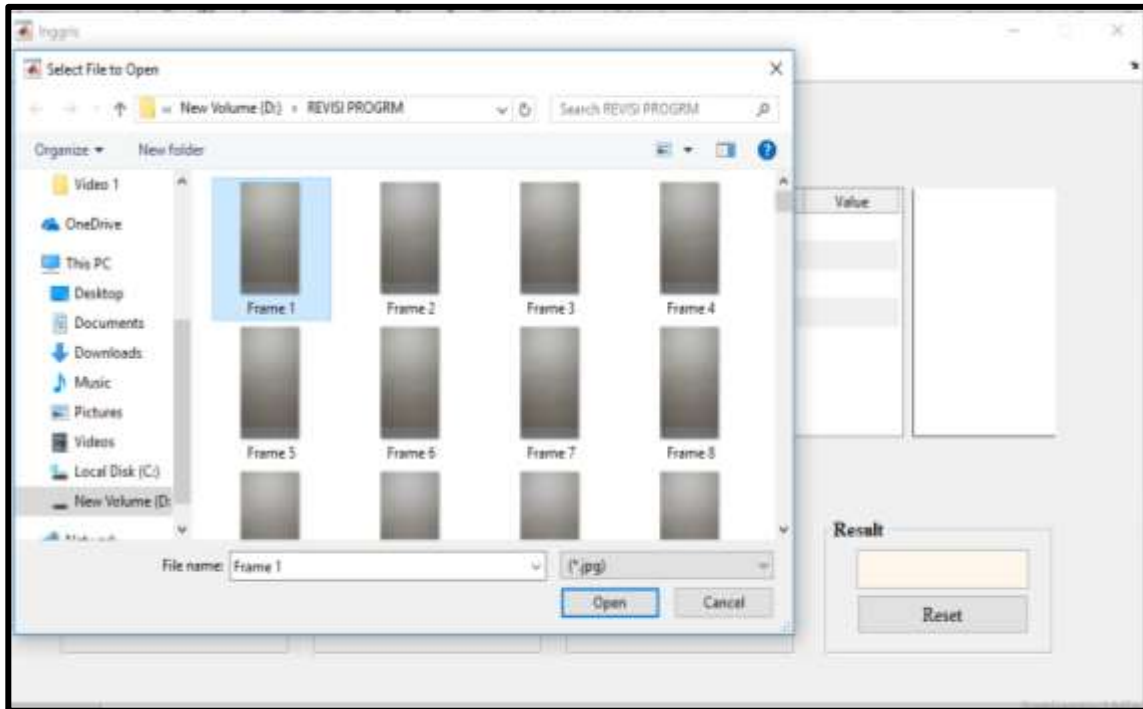 Inggris
Select File to Open
New Volume (D:) REVISI PROGRM
Search REVISI PROGRM
Organize New folder
Video 1
OneDrive
This PC
Desktop
Documents
Downloads
Music
Pictures
Videos
Local Disk (C:)
New Volume (D:
Frame 1 Frame 2 Frame 3 Frame 4
Frame 5 Frame 6 Frame 7 Frame 8
File name: Frame 1 (*.jpg)
Open Cancel
Value
Result
Reset